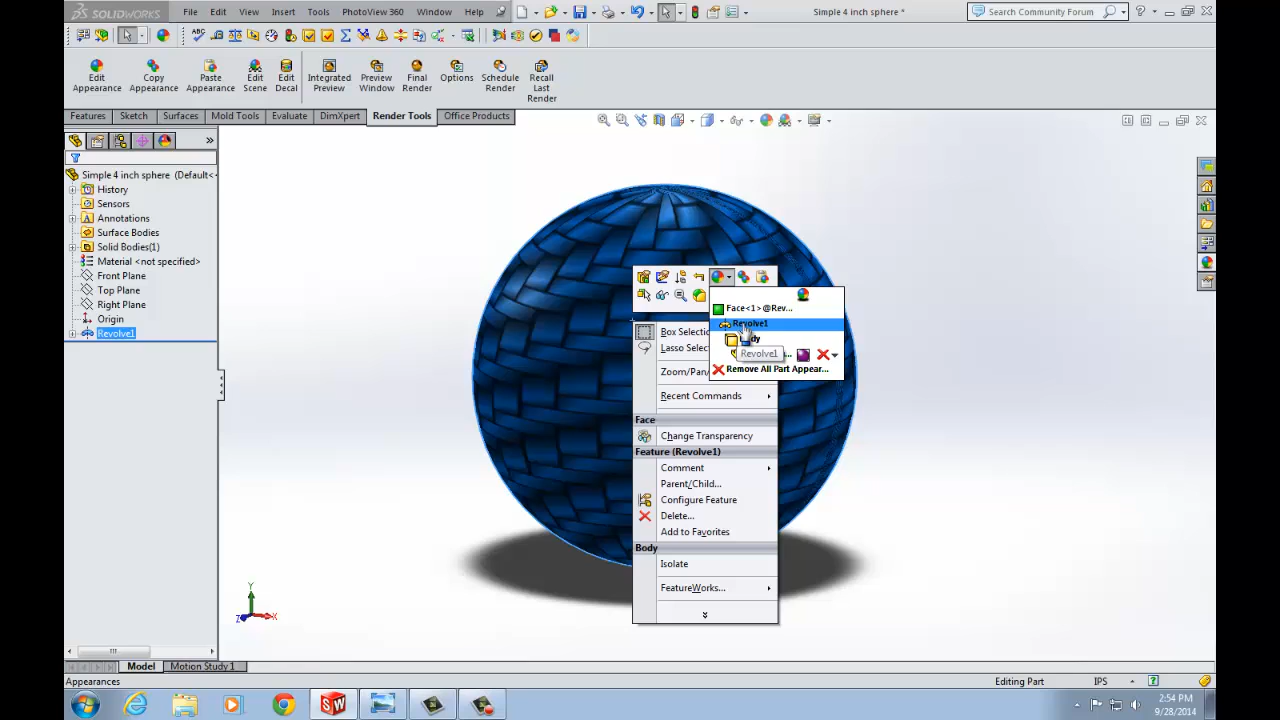 SOLIDWORKS File Edit View Insert Tools PhotoView 360 Window Help Simple 4 inch sphere * Search Community Forum
Edit Appearance
Copy Appearance
Paste Appearance
Edit Scene
Edit Decal
Integrated Preview
Preview Window
Final Render
Options
Schedule Render
Recall Last Render
Features Sketch Surfaces Mold Tools Evaluate DimXpert Render Tools Office Products
Simple 4 inch sphere (Default<
History
Sensors
Annotations
Surface Bodies
Solid Bodies(1)
Material <not specified>
Front Plane
Top Plane
Right Plane
Origin
Revolve1
Face<1>@Rev...
Revolve1
dy
Revolve1
Remove All Part Appear...
Box Selectio
Lasso Selec
Zoom/Pan/
Recent Commands
Face
Change Transparency
Feature (Revolve1)
Comment
Parent/Child...
Configure Feature
Delete...
Add to Favorites
Body
Isolate
FeatureWorks...
Y
X
Z
Model Motion Study 1
Appearances Editing Part IPS
2:54 PM
9/28/2014